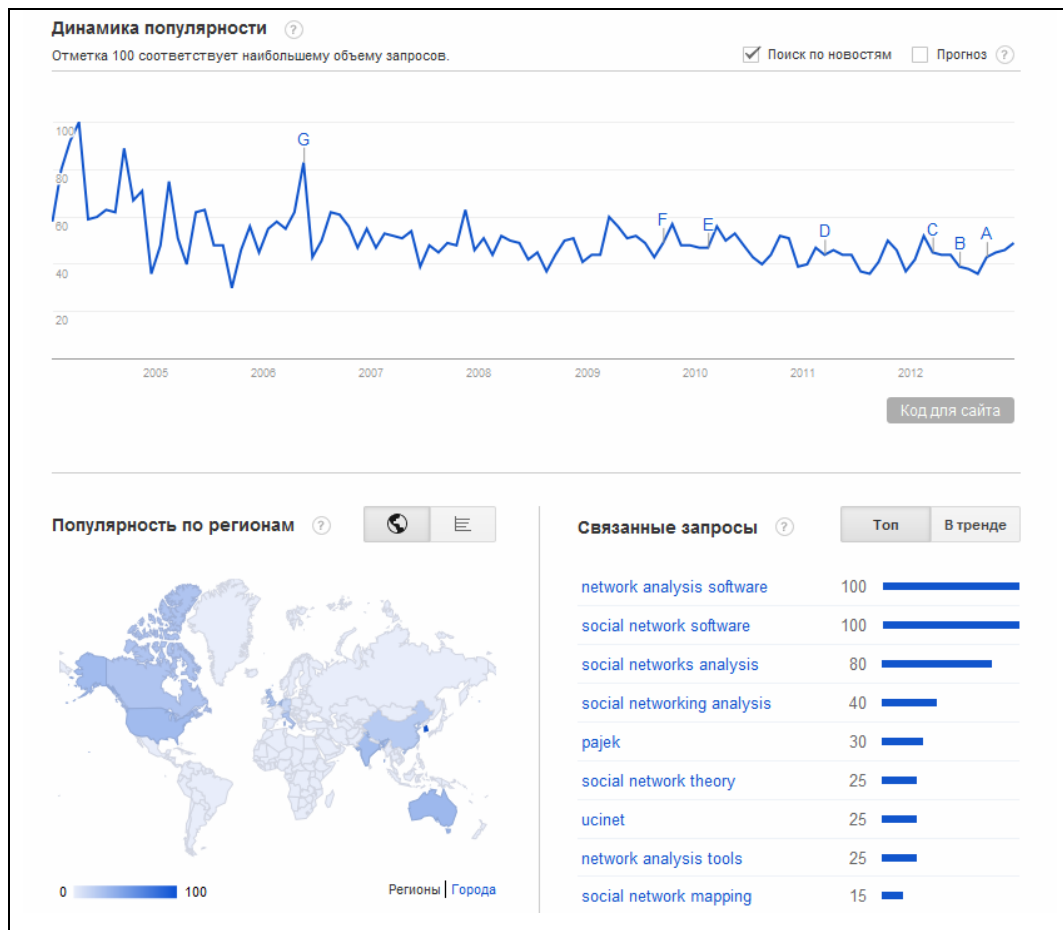 Динамика популярности ?
Отметка 100 соответствует наибольшему объему запросов.
Поиск по новостям
Прогноз ?
100
80
60
40
20
G
F
E
D
C
B
A
2005 2006 2007 2008 2009 2010 2011 2012
Код для сайта
Популярность по регионам ?
0 100
Регионы | Города
Связанные запросы ?
Топ В тренде
network analysis software 100
social network software 100
social networks analysis 80
social networking analysis 40
pajek 30
social network theory 25
ucinet 25
network analysis tools 25
social network mapping 15